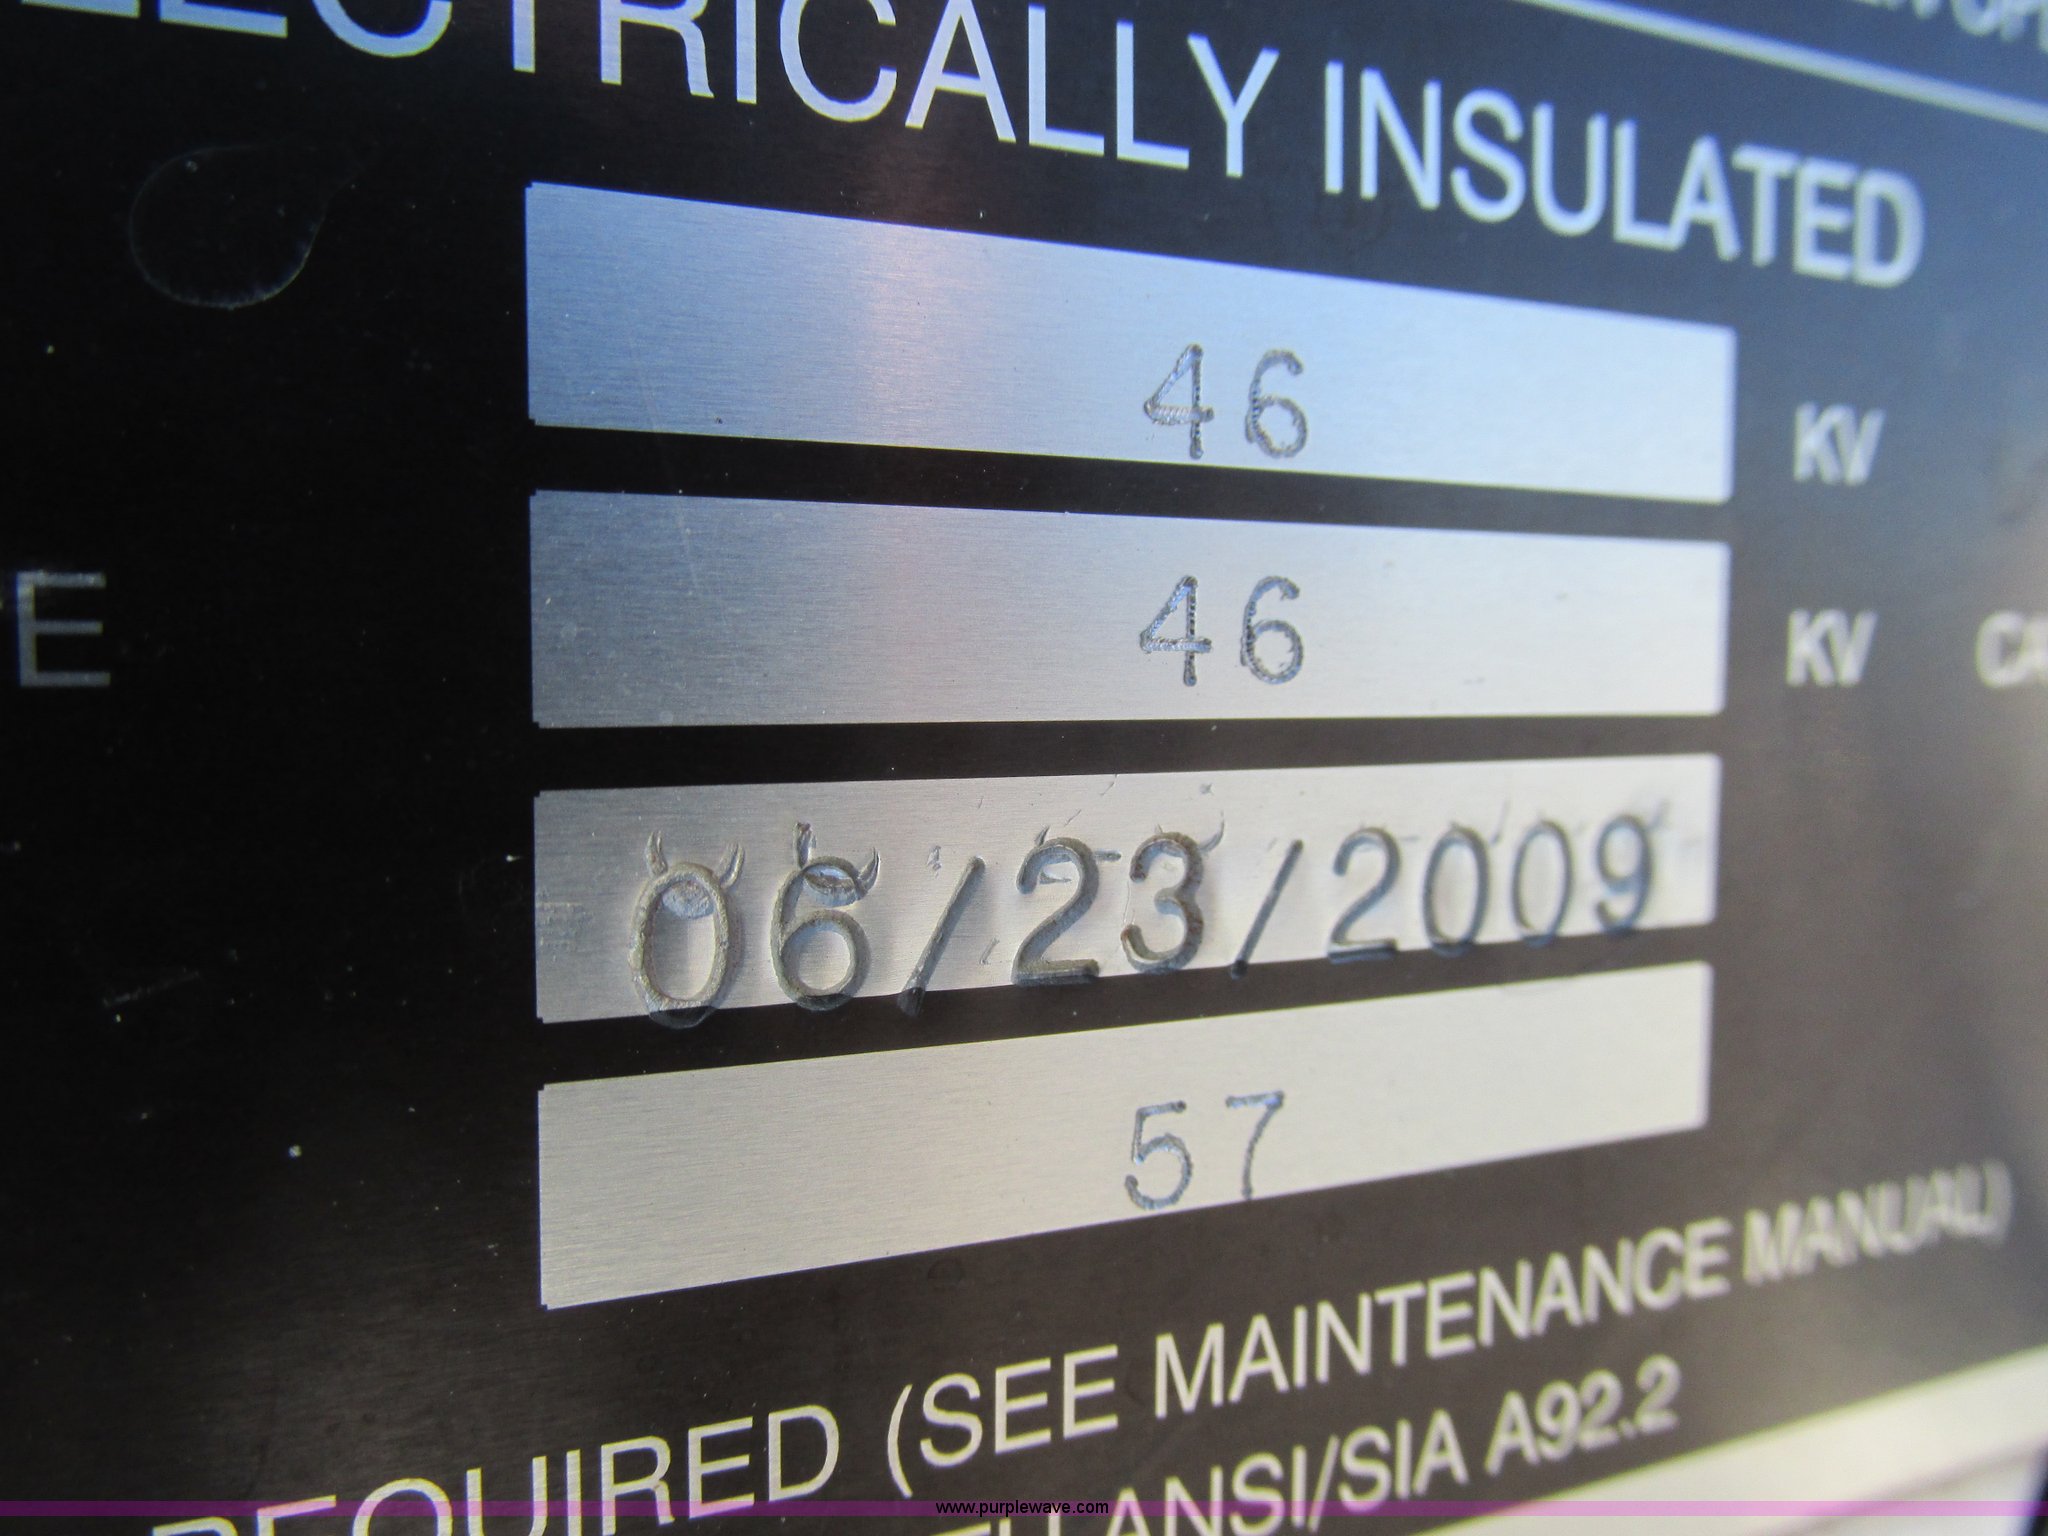 ELECTRICALLY INSULATED
46 KV
E 46 KV
06/23/2009
57
REQUIRED (SEE MAINTENANCE MANUAL)
ANSI/SIA A92.2
www.purplewave.com